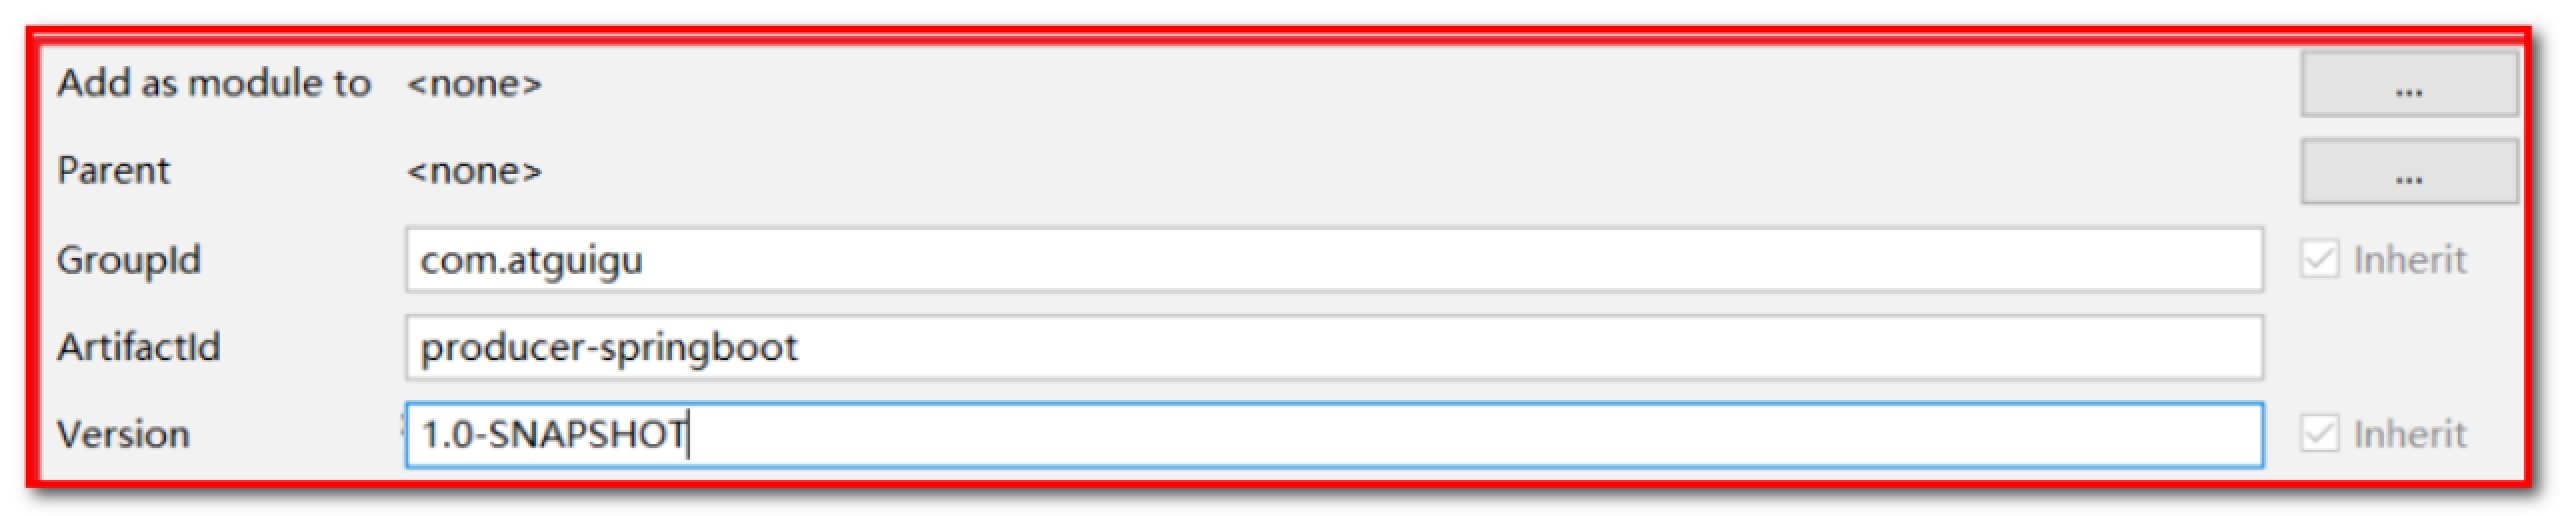 Add as module to <none> ...
Parent <none> ...
GroupId com.atguigu Inherit
ArtifactId producer-springboot
Version 1.0-SNAPSHOT Inherit